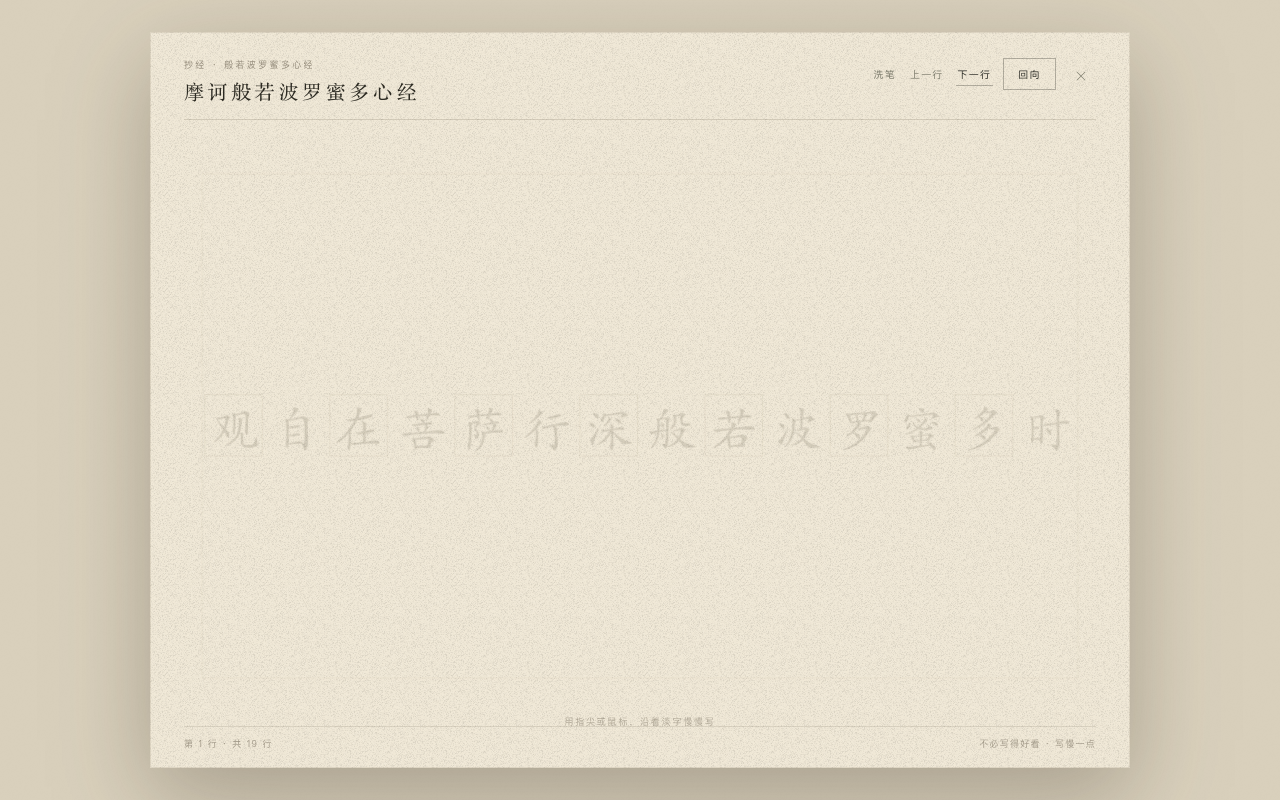 抄经 · 般若波罗蜜多心经
摩诃般若波罗蜜多心经
洗笔 上一行 下一行 回向 ×
观自在菩萨行深般若波罗蜜多时
用指尖或鼠标，沿着淡字慢慢写
第 1 行 · 共 19 行
不必写得好看 · 写慢一点